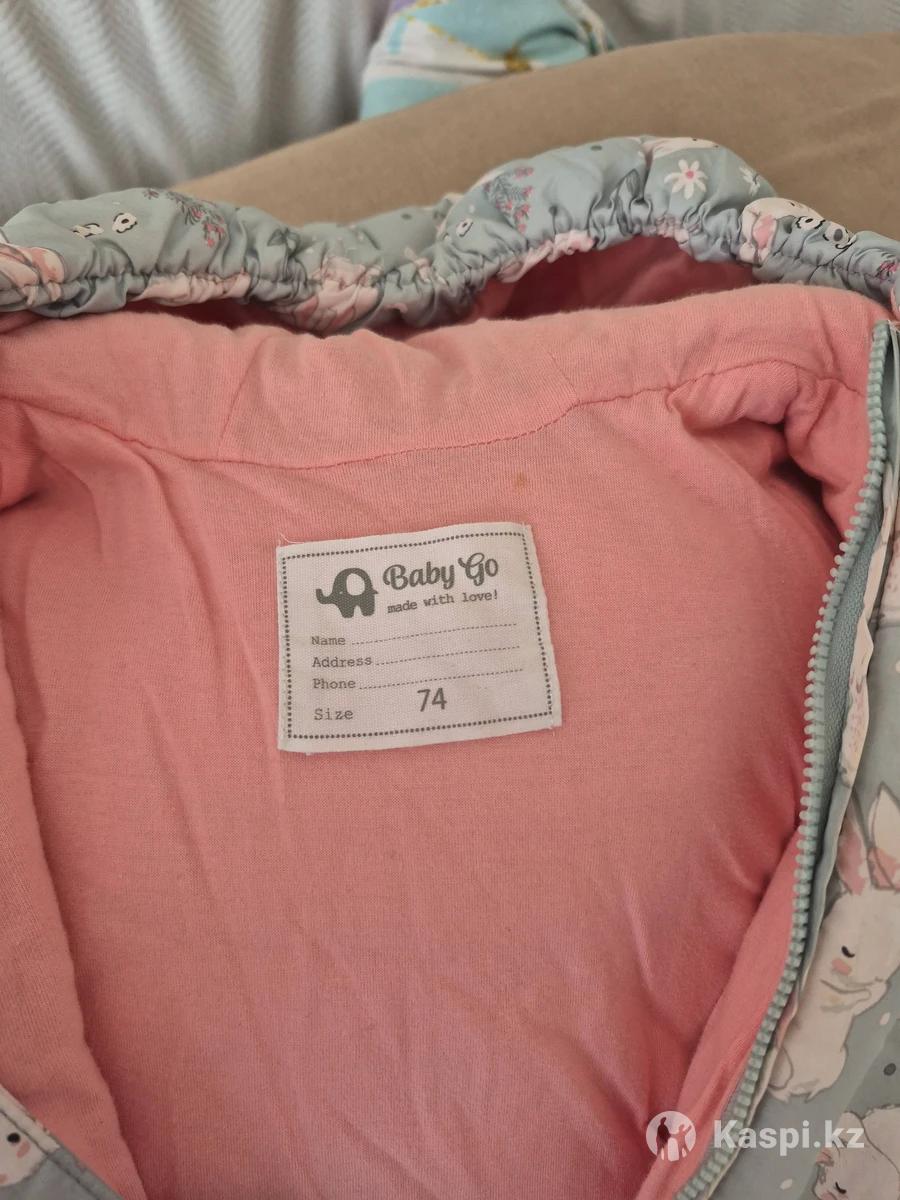 Baby Go
made with love!
Name
Address
Phone
Size 74
Kaspi.kz